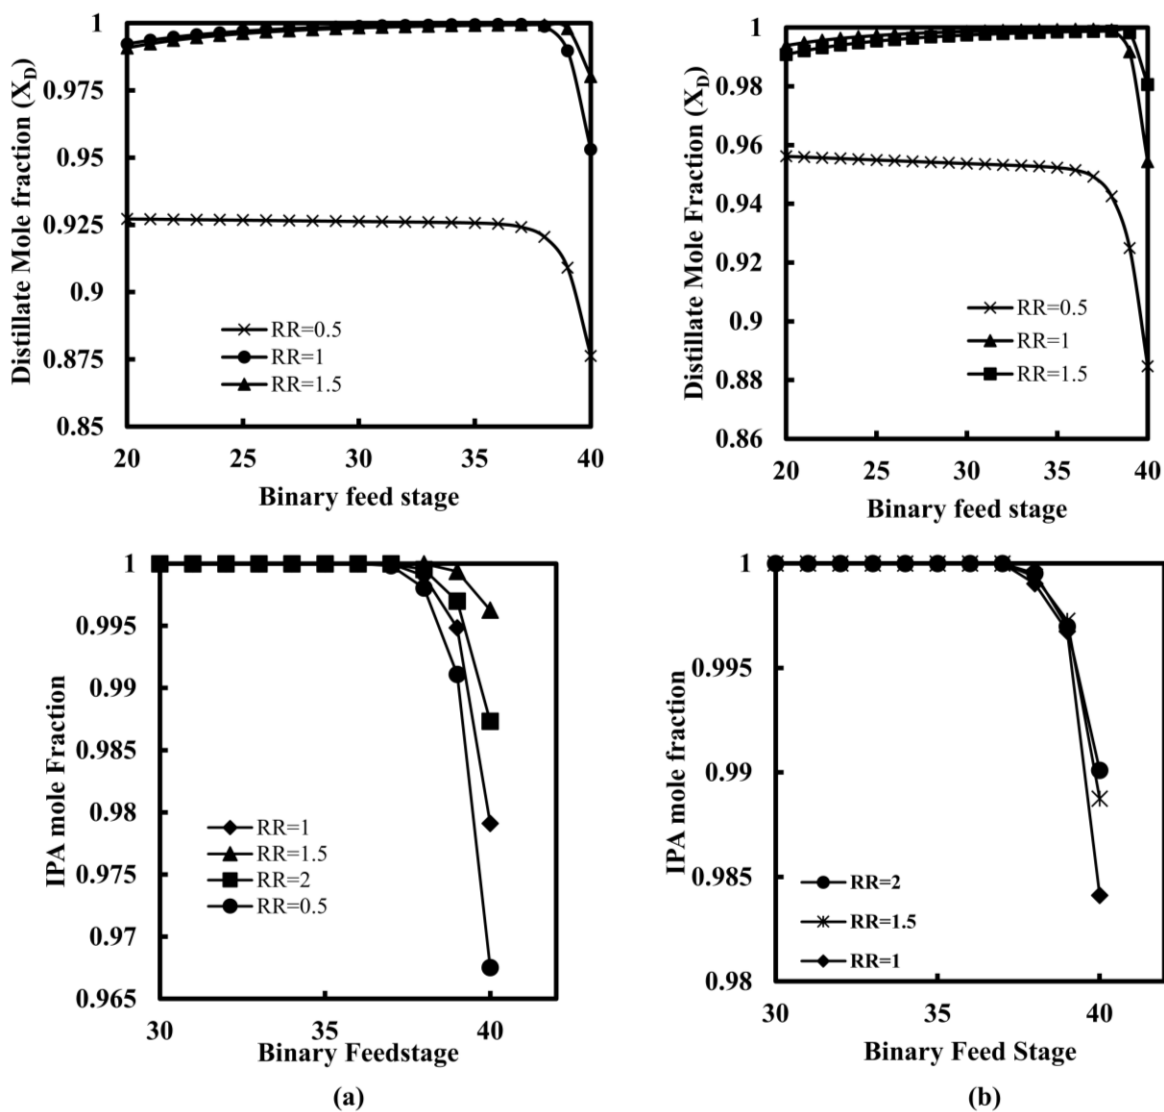 Distillate Mole fraction (X_D)
1
0.975
0.95
0.925
0.9
0.875
0.85
RR=0.5
RR=1
RR=1.5
20 25 30 35 40
Binary feed stage
Distillate Mole Fraction (X_D)
1
0.98
0.96
0.94
0.92
0.9
0.88
0.86
RR=0.5
RR=1
RR=1.5
20 25 30 35 40
Binary feed stage
IPA mole Fraction
1
0.995
0.99
0.985
0.98
0.975
0.97
0.965
RR=1
RR=1.5
RR=2
RR=0.5
30 35 40
Binary Feedstage
(a)
IPA mole fraction
1
0.995
0.99
0.985
0.98
RR=2
RR=1.5
RR=1
30 35 40
Binary Feed Stage
(b)